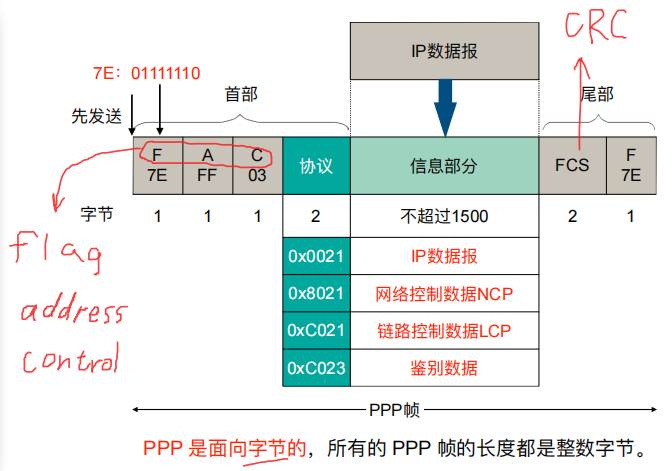 CRC
IP数据报
7E：01111110
先发送
首部
尾部
F A C 协议 信息部分 FCS F
7E FF 03 7E
字节 1 1 1 2 不超过1500 2 1
flag
address
control
0x0021 IP数据报
0x8021 网络控制数据NCP
0xC021 链路控制数据LCP
0xC023 鉴别数据
PPP帧
PPP 是面向字节的，所有的 PPP 帧的长度都是整数字节。